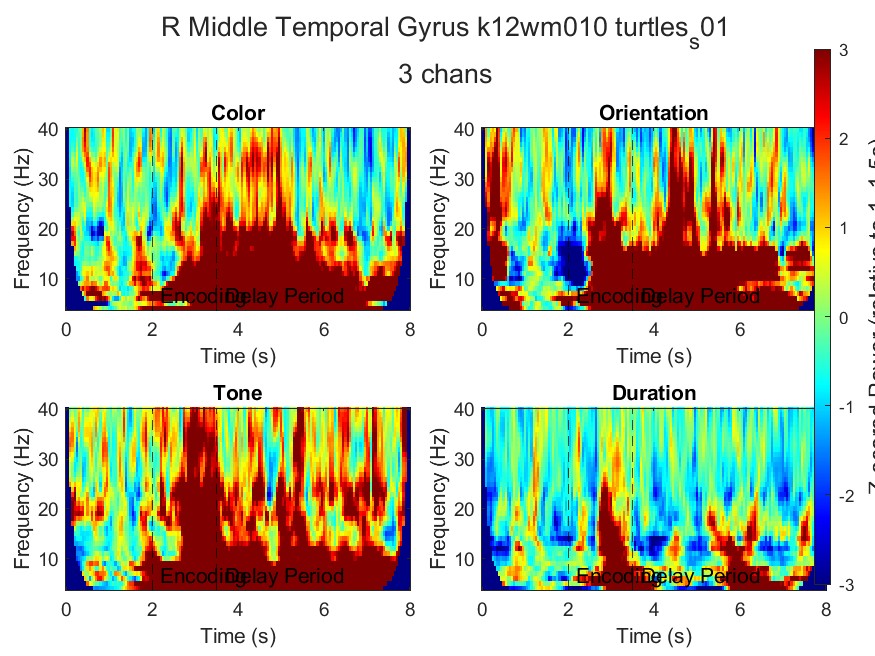 R Middle Temporal Gyrus k12wm010 turtles_s01
3 chans
Color
Orientation
40
30
20
10
Frequency (Hz)
Encoding
Delay Period
0 2 4 6 8
Time (s)
40
30
20
10
Frequency (Hz)
Encoding
Delay Period
0 2 4 6
Time (s)
Tone
Duration
40
30
20
10
Frequency (Hz)
Encoding
Delay Period
0 2 4 6 8
Time (s)
40
30
20
10
Frequency (Hz)
Encoding
Delay Period
0 2 4 6 8
Time (s)
3
2
1
0
-1
-2
-3